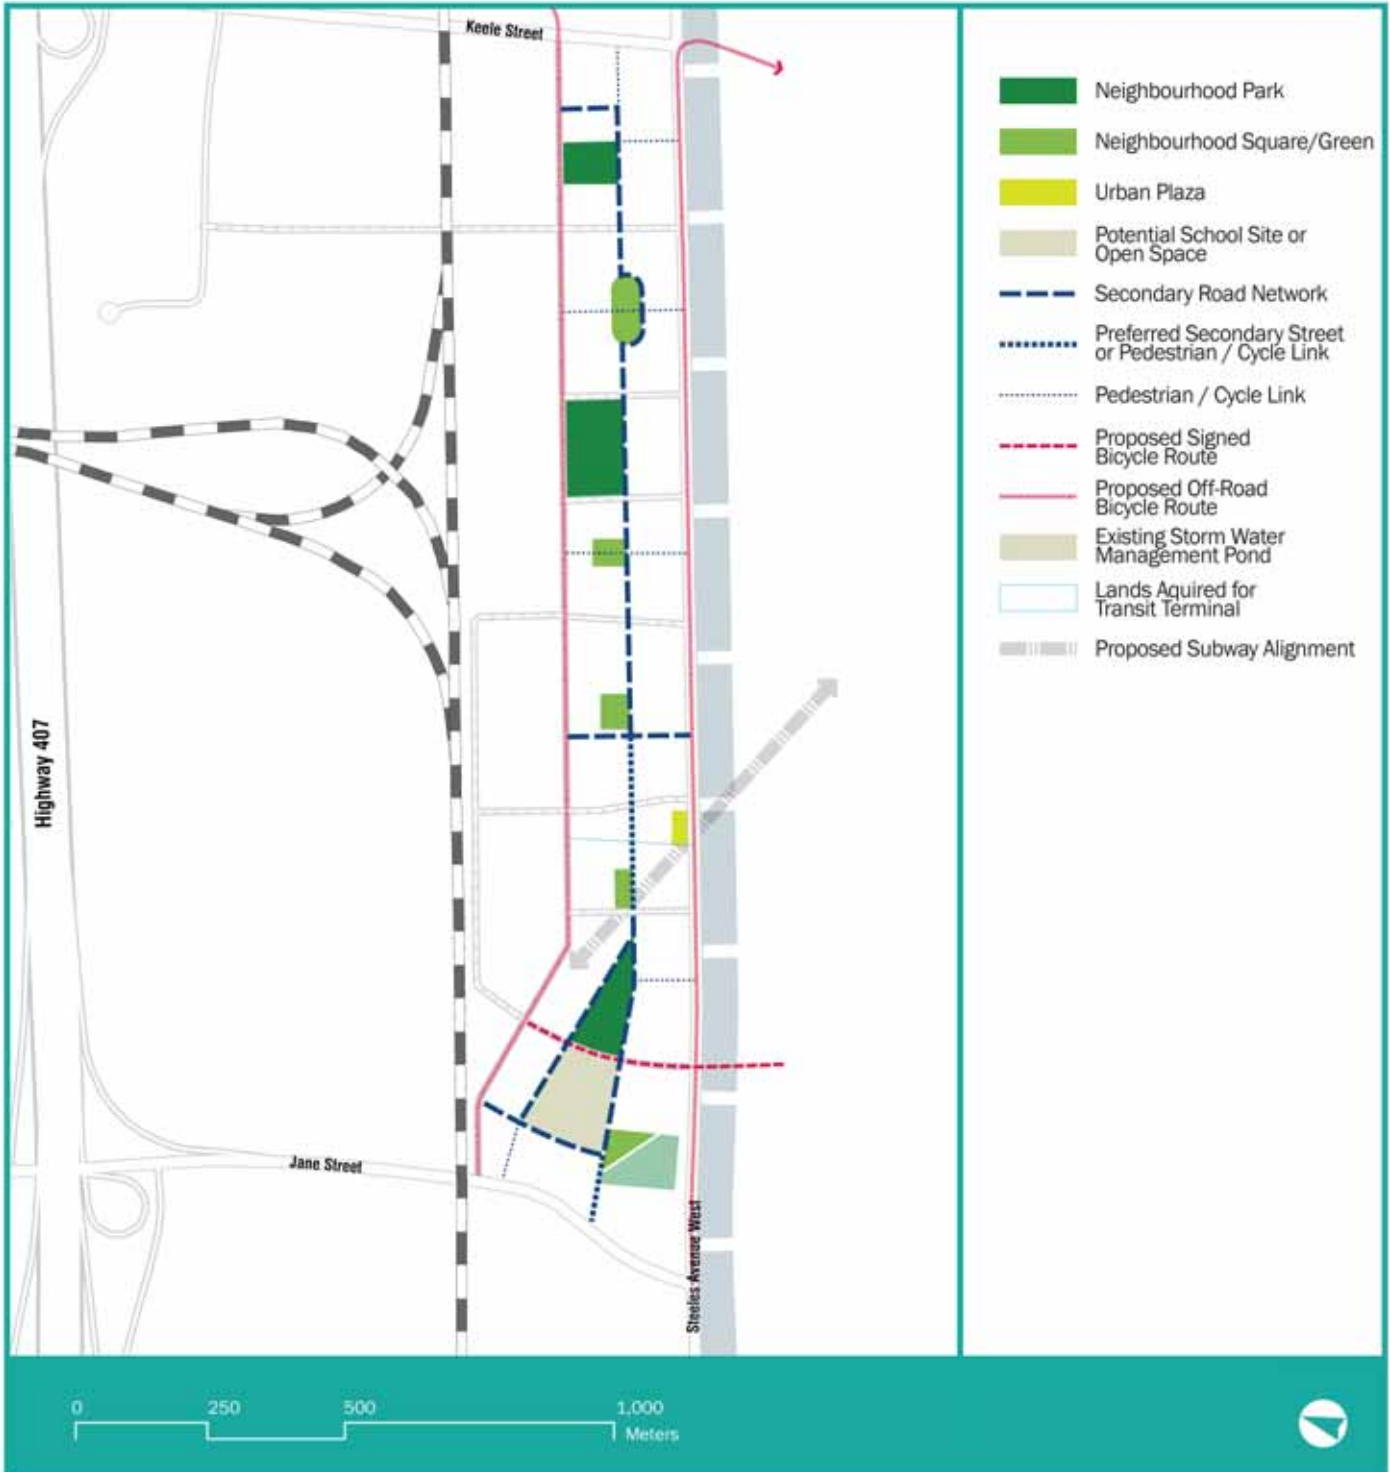 Keele Street
Highway 407
Jane Street
Steeles Avenue West
Neighbourhood Park
Neighbourhood Square/Green
Urban Plaza
Potential School Site or
Open Space
Secondary Road Network
Preferred Secondary Street
or Pedestrian / Cycle Link
Pedestrian / Cycle Link
Proposed Signed
Bicycle Route
Proposed Off-Road
Bicycle Route
Existing Storm Water
Management Pond
Lands Aquired for
Transit Terminal
Proposed Subway Alignment
0 250 500 1,000
Meters